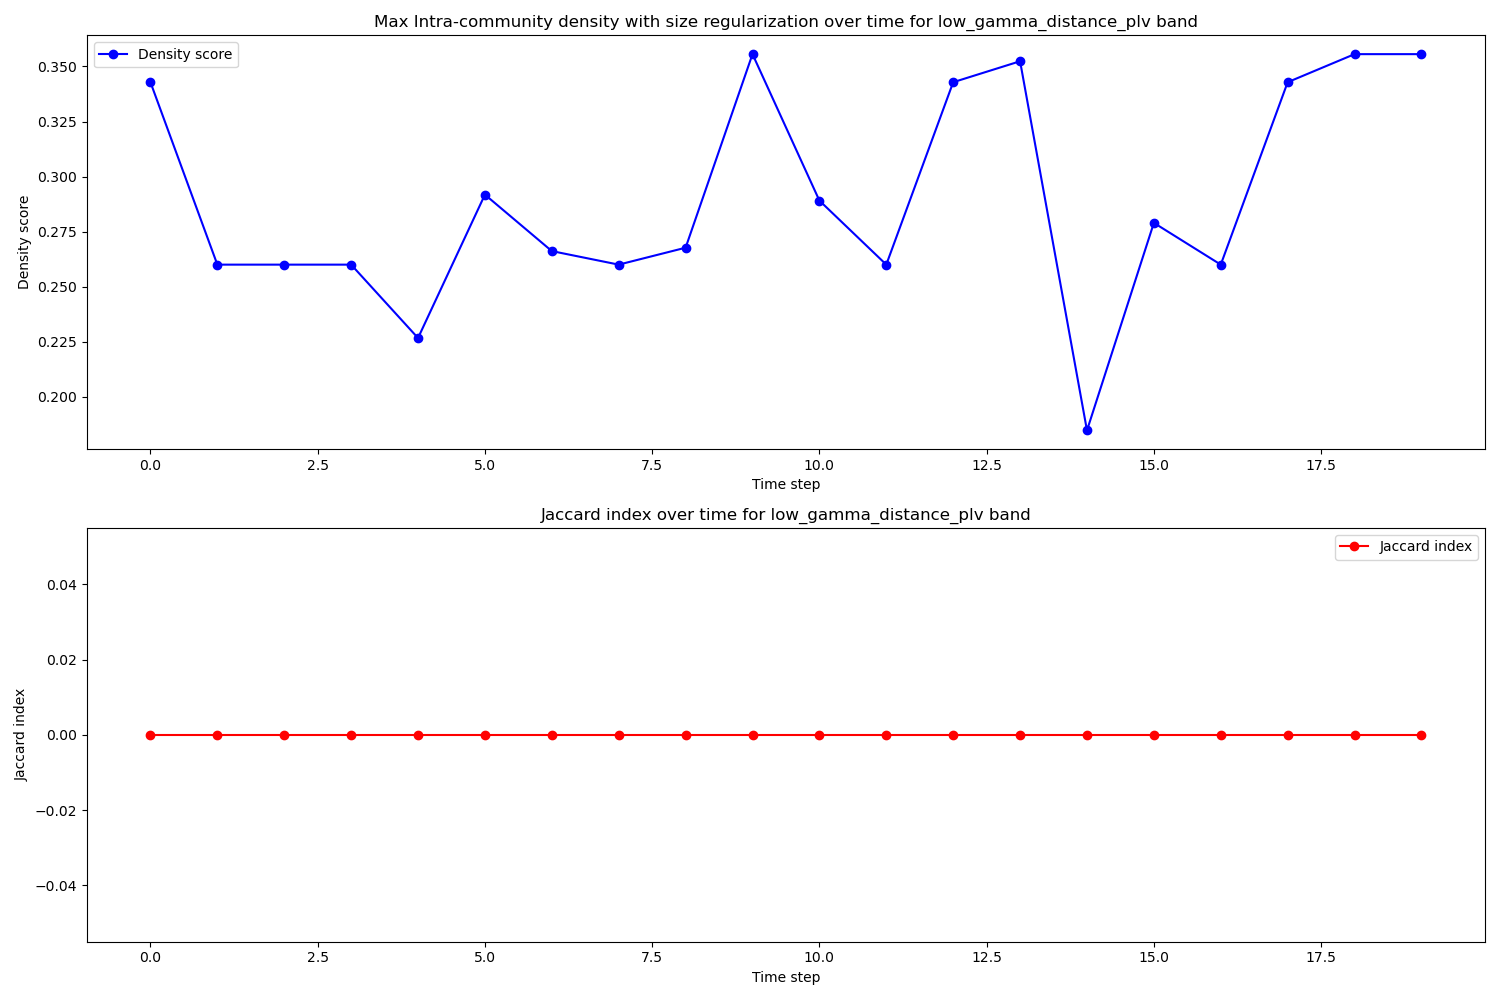 Max Intra-community density with size regularization over time for low_gamma_distance_plv band
Density score
0.350
0.325
0.300
0.275
0.250
0.225
0.200
Density score
0.0 2.5 5.0 7.5 10.0 12.5 15.0 17.5
Time step
Jaccard index over time for low_gamma_distance_plv band
Jaccard index
0.04
0.02
0.00
−0.02
−0.04
Jaccard index
0.0 2.5 5.0 7.5 10.0 12.5 15.0 17.5
Time step